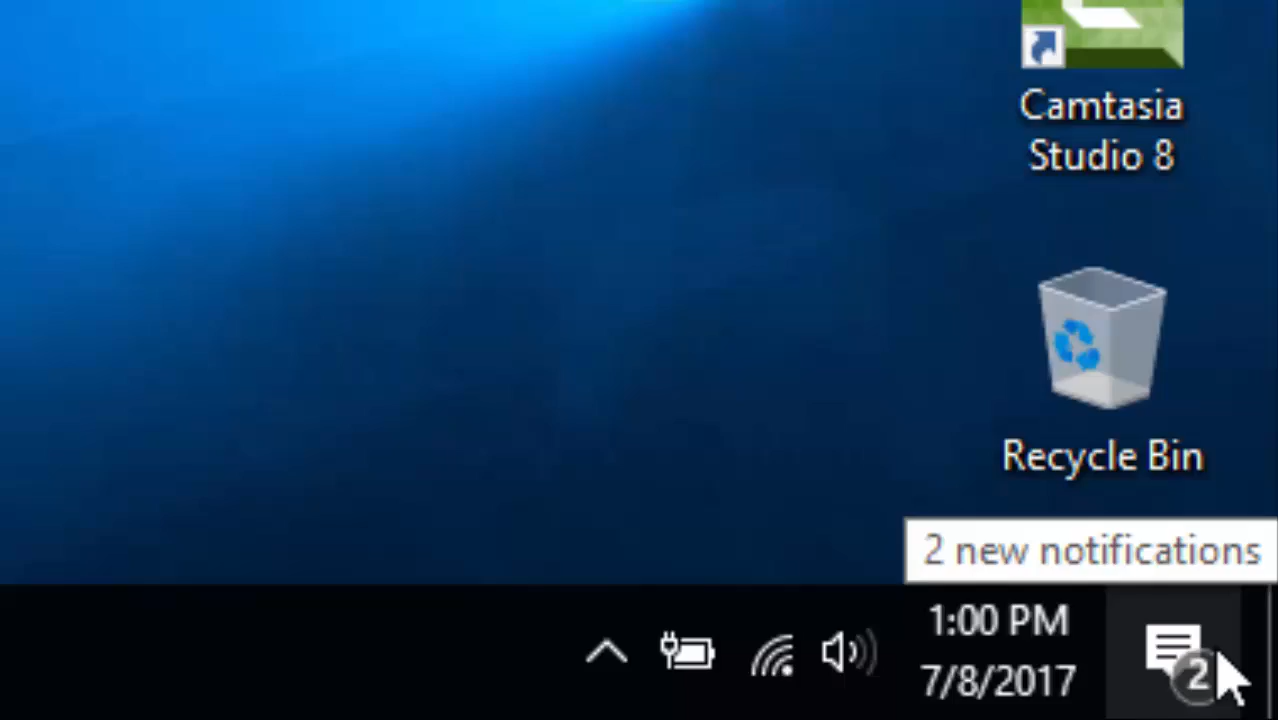 Camtasia
Studio 8
Recycle Bin
2 new notifications
1:00 PM
7/8/2017
2